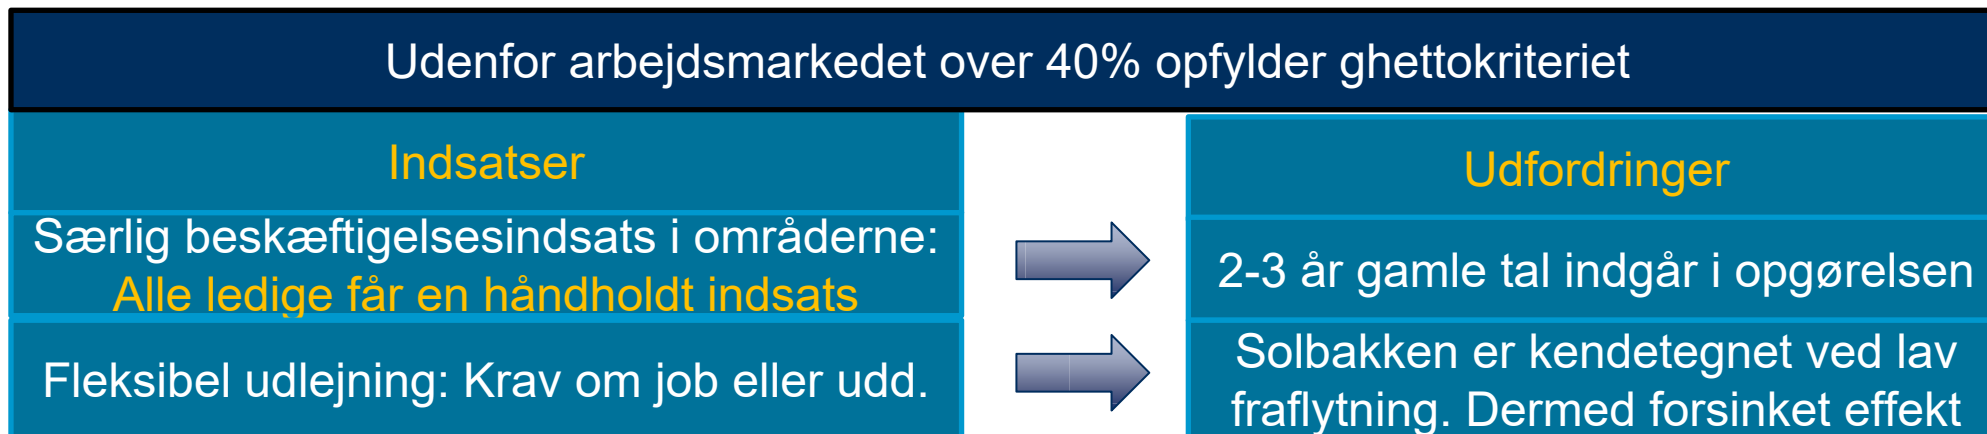 Udenfor arbejdsmarkedet over 40% opfylder ghettokriteriet
Indsatser
Særlig beskæftigelsesindsats i områderne:
Alle ledige får en håndholdt indsats
Fleksibel udlejning: Krav om job eller udd.
Udfordringer
2-3 år gamle tal indgår i opgørelsen
Solbakken er kendetegnet ved lav
fraflytning. Dermed forsinket effekt